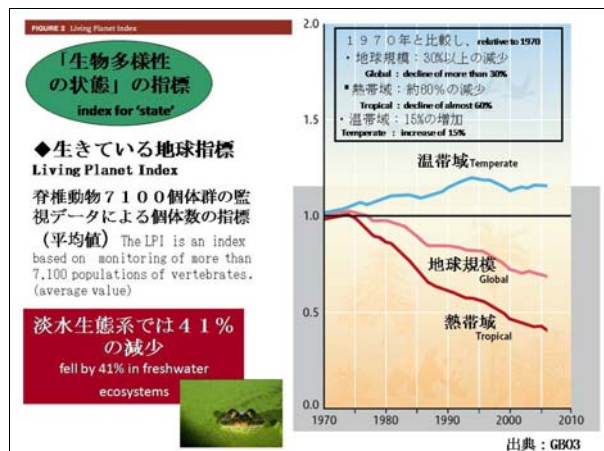 FIGURE 2 Living Planet Index
「生物多様性
の状態」の指標
index for 'state'
◆生きている地球指標
Living Planet Index
脊椎動物7100個体群の監
視データによる個体数の指標
(平均値) The LPI is an index
based on monitoring of more than
7,100 populations of vertebrates.
(average value)
淡水生態系では41%
の減少
fell by 41% in freshwater
ecosystems
2.0
1.5
1.0
0.5
0.0
1970年と比較し、relative to 1970
・地球規模:30%以上の減少
Global : decline of more than 30%
▪熱帯域:約60%の減少
Tropical : decline of almost 60%
・温帯域:15%の増加
Temperate : increase of 15%
温帯域 Temperate
地球規模
Global
熱帯域
Tropical
1970
1980
1990
2000
2010
出典:GBO3